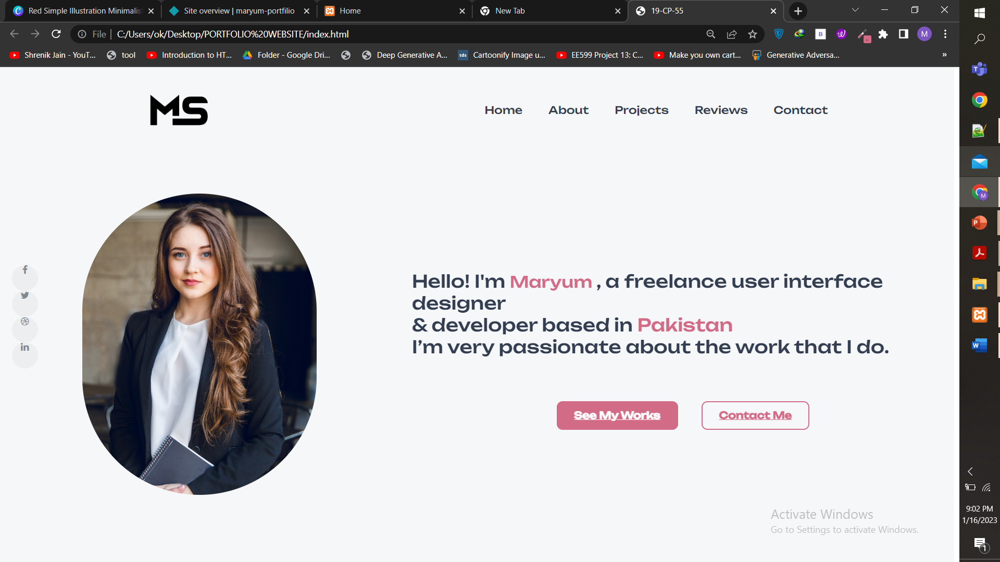 Red Simple Illustration Minimalis
Site overview | maryum-portfilio
Home
New Tab
19-CP-55
File
C:/Users/ok/Desktop/PORTFOLIO%20WEBSITE/index.html
Shrenik Jain - YouT...
tool
Introduction to HT...
Folder - Google Dri...
Deep Generative A...
tds
Cartoonify Image u...
EE599 Project 13: C...
Make you own cart...
Generative Adversa...
»
MS
Home
About
Projects
Reviews
Contact
Hello! I'm Maryum , a freelance user interface
designer
& developer based in Pakistan
I’m very passionate about the work that I do.
See My Works
Contact Me
Activate Windows
Go to Settings to activate Windows.
9:02 PM
1/16/2023
1